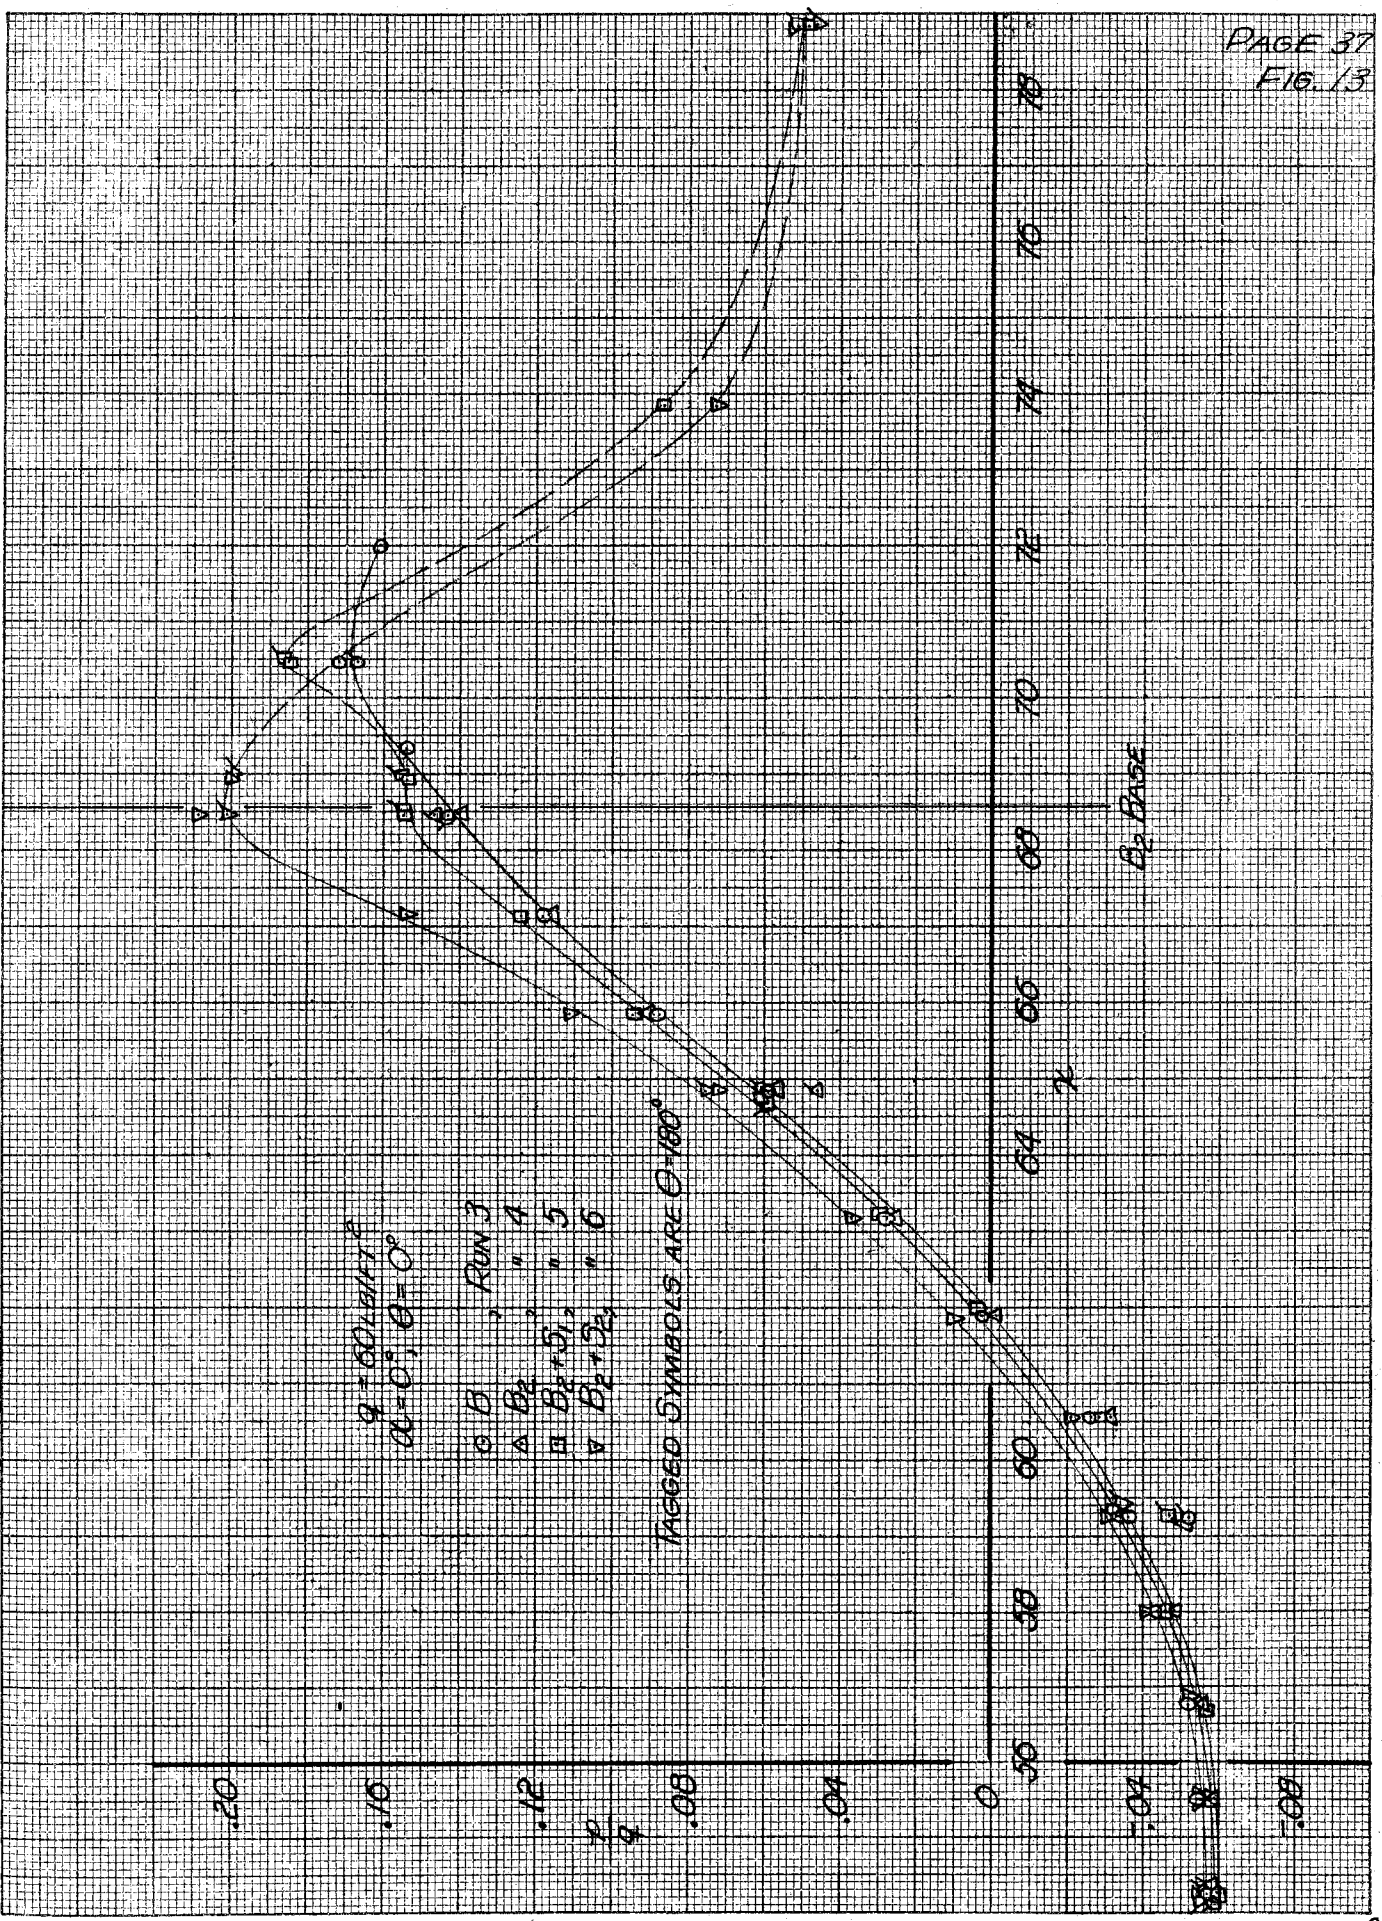 PAGE 37
FIG. 13
q = 60 LB/FT²
α = 0°, θ = 0°
⊙ B , RUN 3
△ B₂ , " 4
⊡ B₂+S₁, " 5
▽ B₂+S₂, " 6
TAGGED SYMBOLS ARE θ=180°
.20
.16
.12
.08
.04
0
-.04
-.08
p/q
56
58
60
64
66
68
70
72
74
76
78
x
B₂ BASE